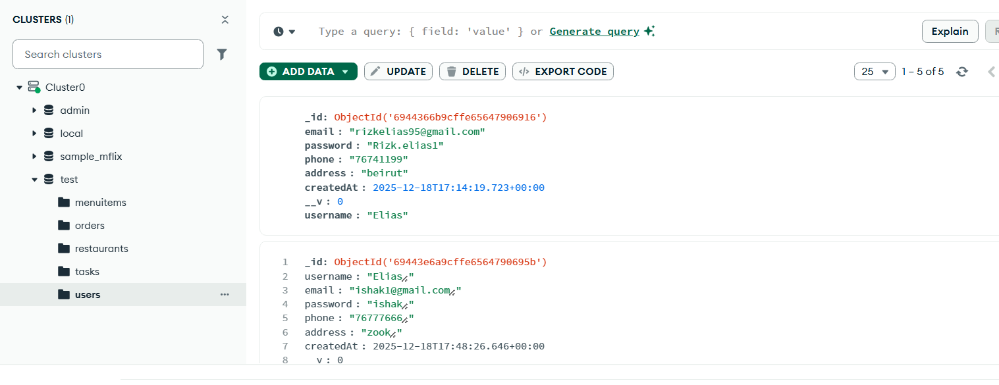 CLUSTERS (1)
Search clusters
Cluster0
admin
local
sample_mflix
test
menuitems
orders
restaurants
tasks
users
Type a query: { field: 'value' } or Generate query
Explain
ADD DATA
UPDATE
DELETE
EXPORT CODE
25
1 – 5 of 5
_id: ObjectId('6944366b9cffe65647906916')
email : "rizkelias95@gmail.com"
password : "Rizk.elias1"
phone : "76741199"
address : "beirut"
createdAt : 2025-12-18T17:14:19.723+00:00
__v : 0
username : "Elias"
1 _id: ObjectId('69443e6a9cffe6564790695b')
2 username : "Elias"
3 email : "ishak1@gmail.com"
4 password : "ishak"
5 phone : "76777666"
6 address : "zook"
7 createdAt : 2025-12-18T17:48:26.646+00:00
8 __v : 0